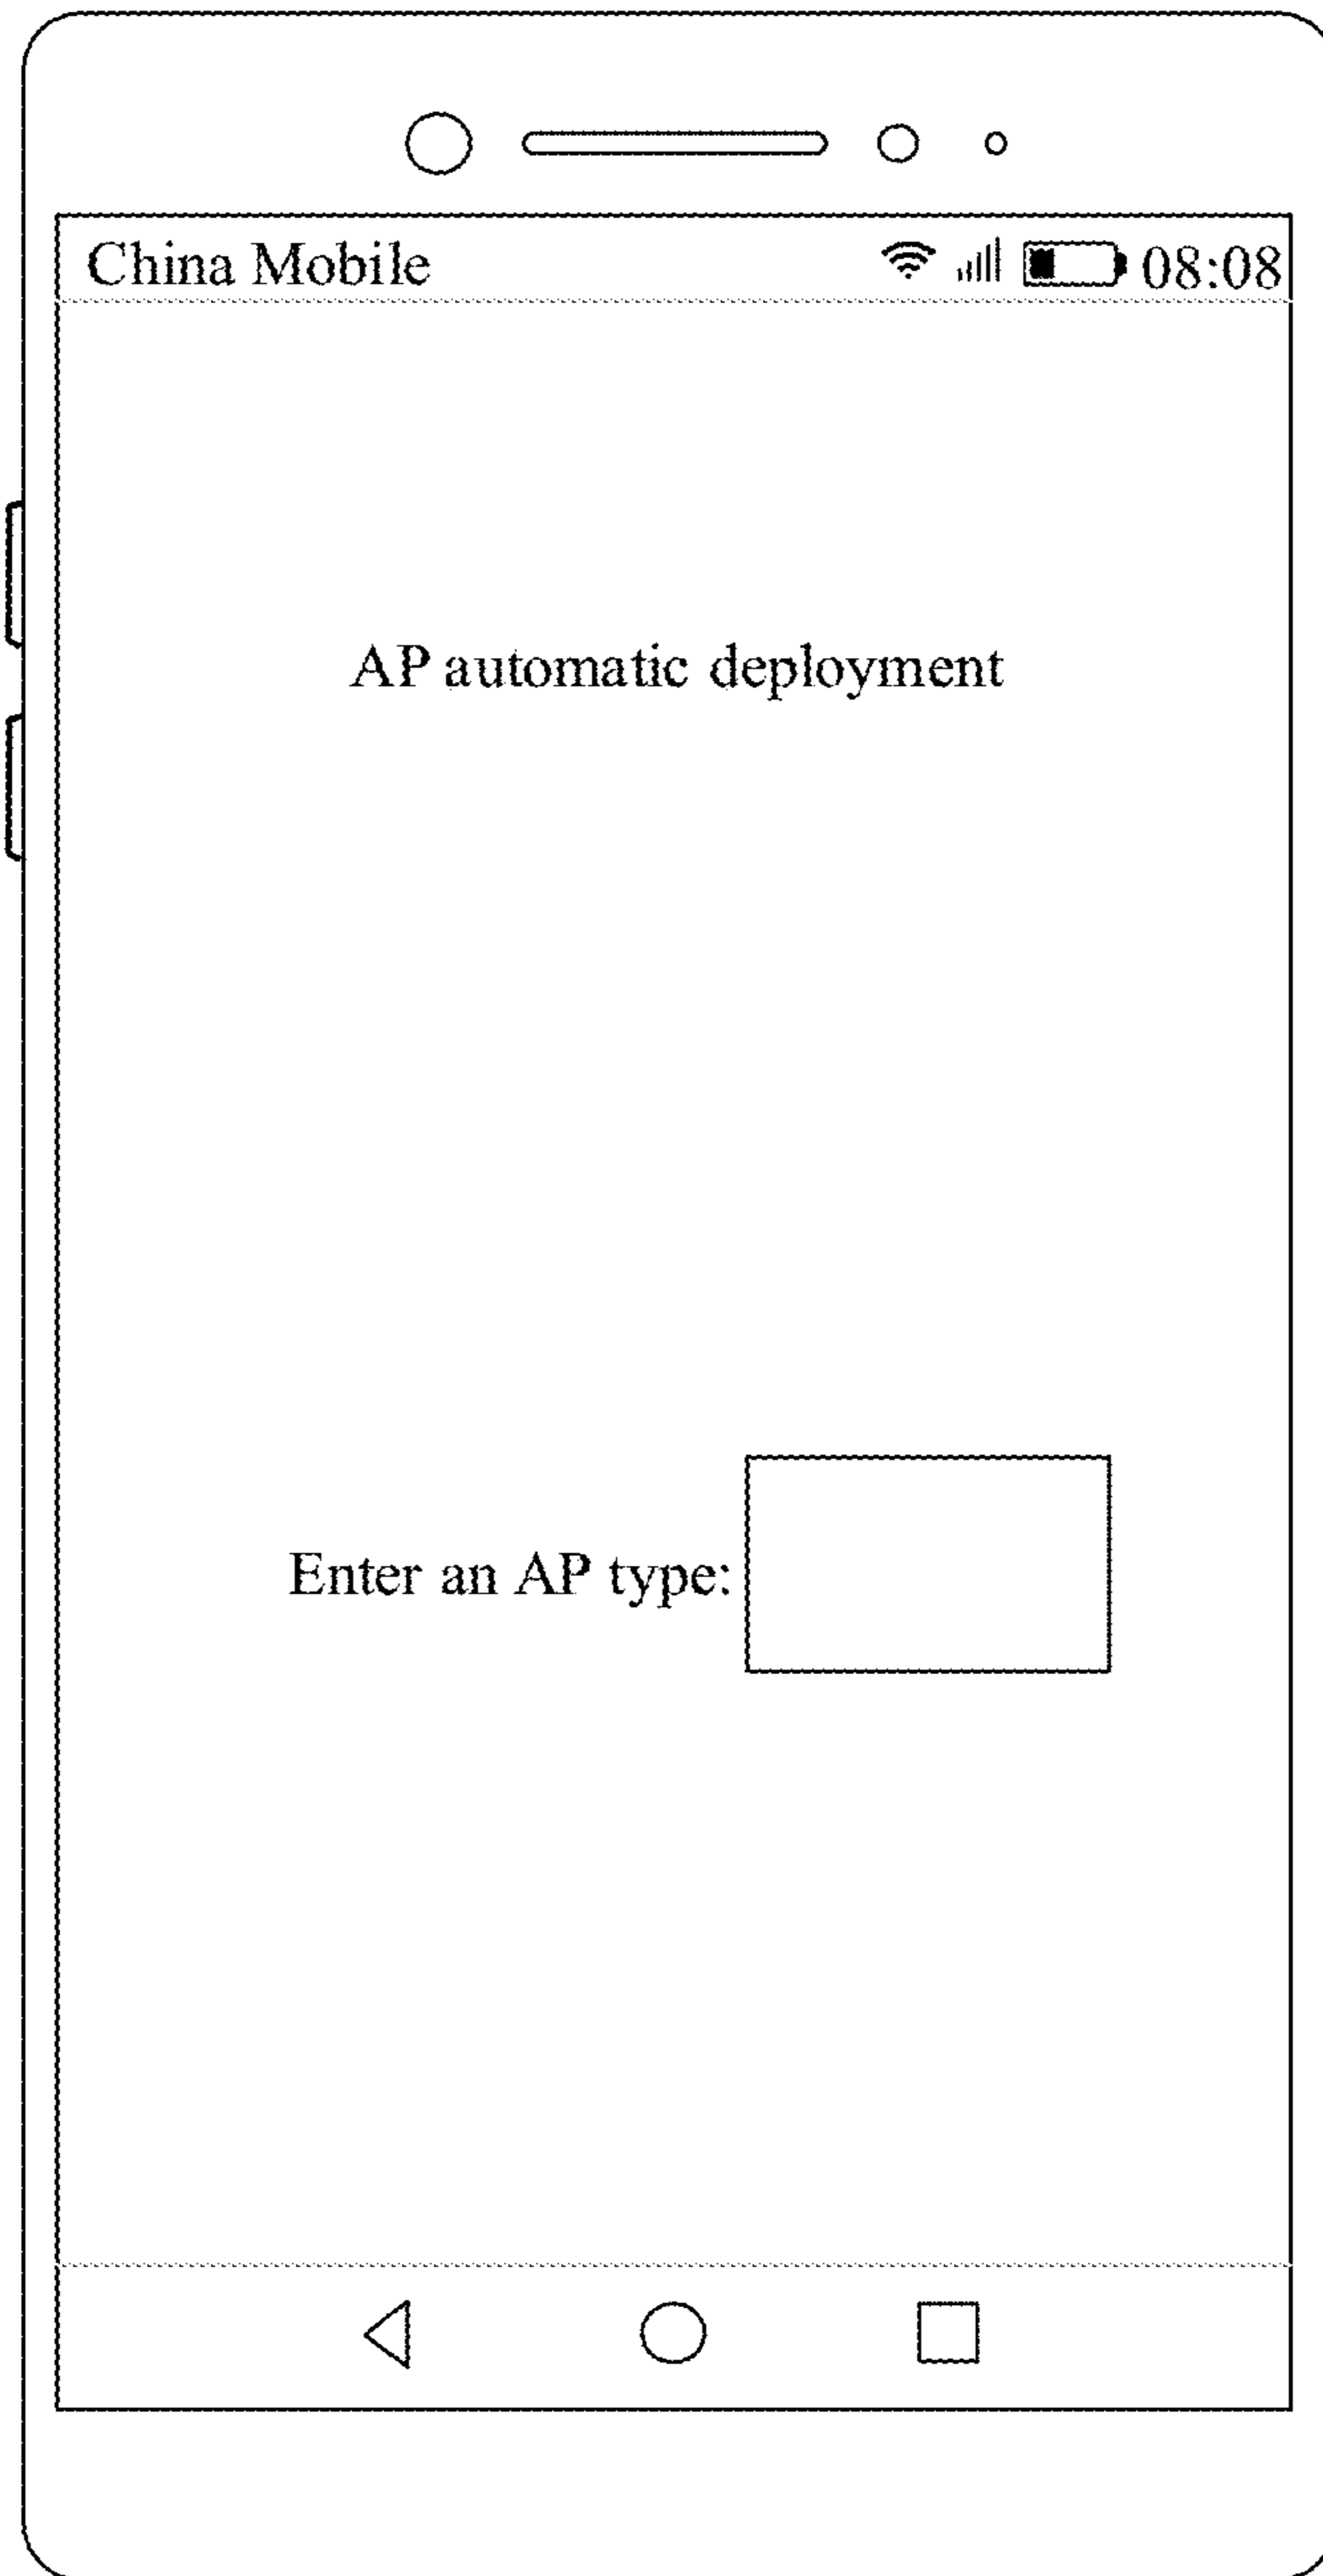 China Mobile 08:08
AP automatic deployment
Enter an AP type: